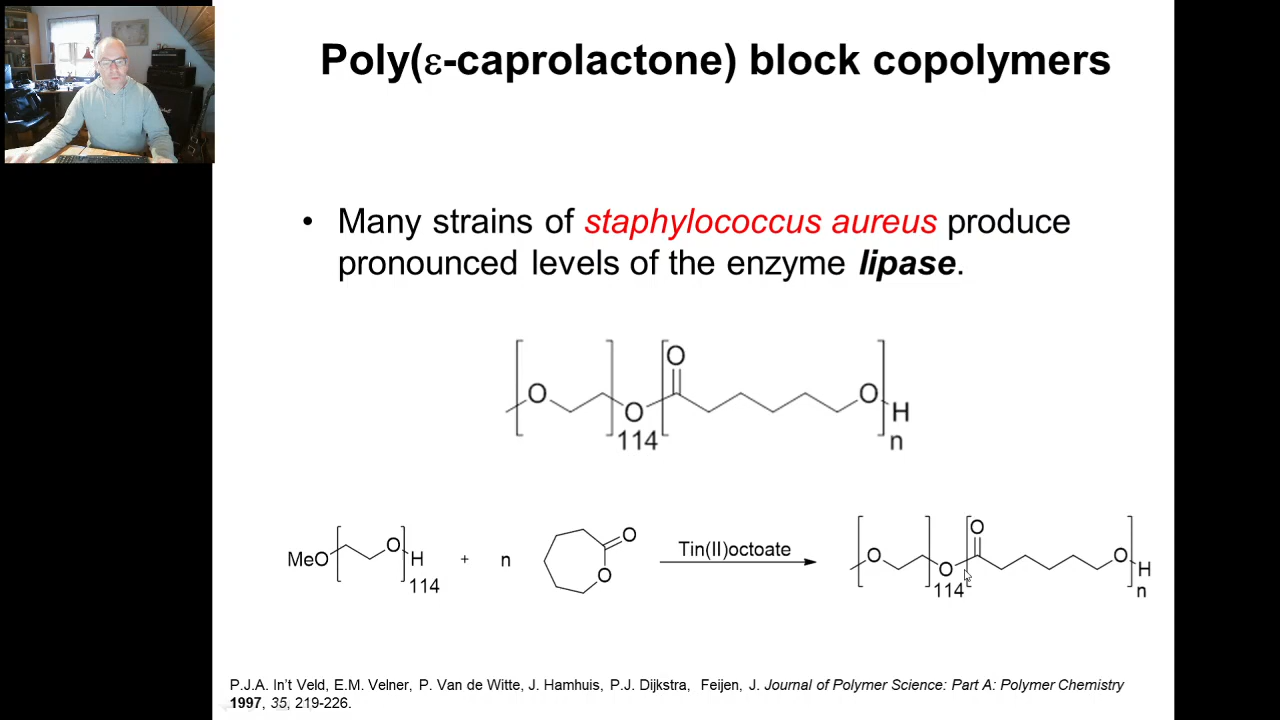 Poly(ε-caprolactone) block copolymers
• Many strains of staphylococcus aureus produce
pronounced levels of the enzyme lipase.
O
O
O
O
H
114
n
MeO
O
H
114
+
n
O
O
Tin(II)octoate
O
O
O
O
H
114
n
P.J.A. In't Veld, E.M. Velner, P. Van de Witte, J. Hamhuis, P.J. Dijkstra, Feijen, J. Journal of Polymer Science: Part A: Polymer Chemistry
1997, 35, 219-226.